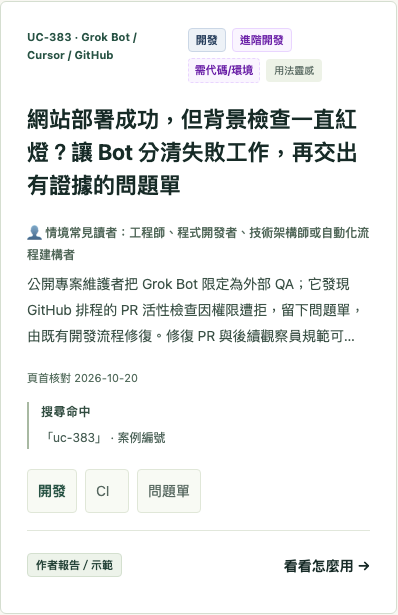 UC-383 · Grok Bot /
Cursor / GitHub
開發
進階開發
需代碼/環境
用法靈感
網站部署成功，但背景檢查一直紅
燈？讓 Bot 分清失敗工作，再交出
有證據的問題單
👤 情境常見讀者：工程師、程式開發者、技術架構師或自動化流
程建構者
公開專案維護者把 Grok Bot 限定為外部 QA；它發現
GitHub 排程的 PR 活性檢查因權限遭拒，留下問題單，
由既有開發流程修復。修復 PR 與後續觀察員規範可...
頁首核對 2026-10-20
搜尋命中
「uc-383」 · 案例編號
開發
CI
問題單
作者報告 / 示範
看看怎麼用 →